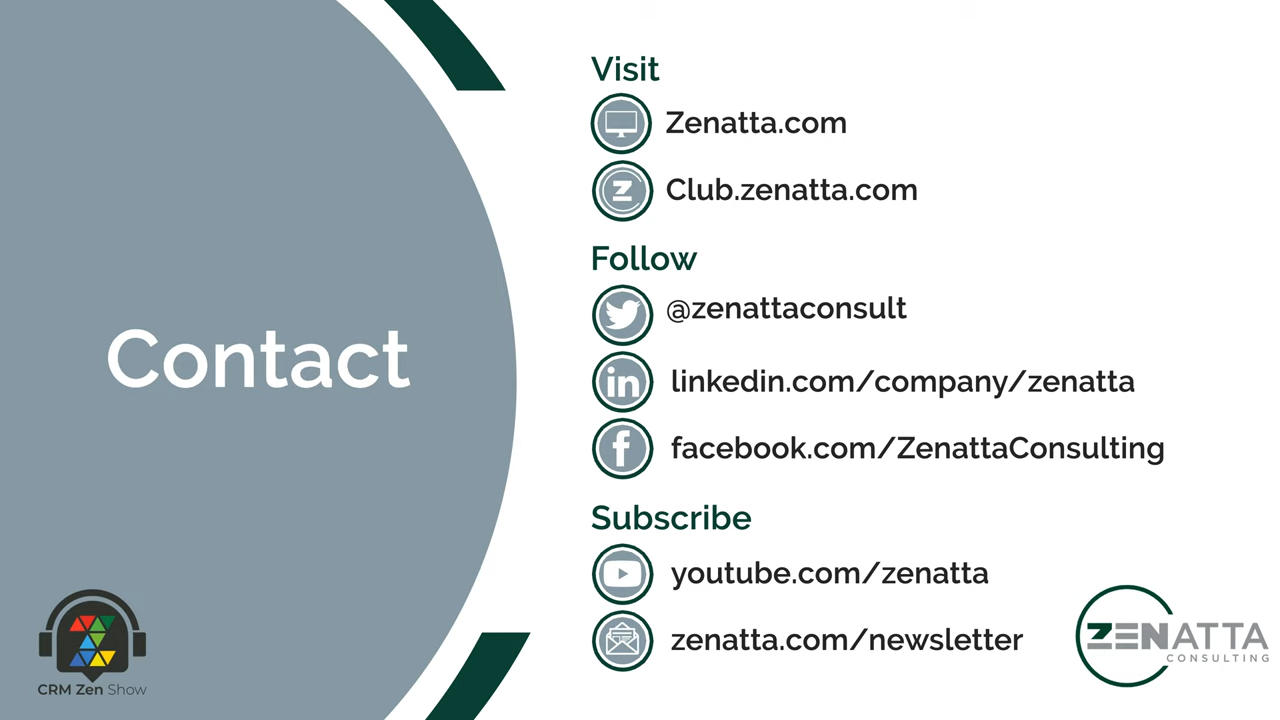 Contact
Visit
Zenatta.com
Club.zenatta.com
Follow
@zenattaconsult
linkedin.com/company/zenatta
facebook.com/ZenattaConsulting
Subscribe
youtube.com/zenatta
zenatta.com/newsletter
CRM Zen Show
ZENATTA
CONSULTING